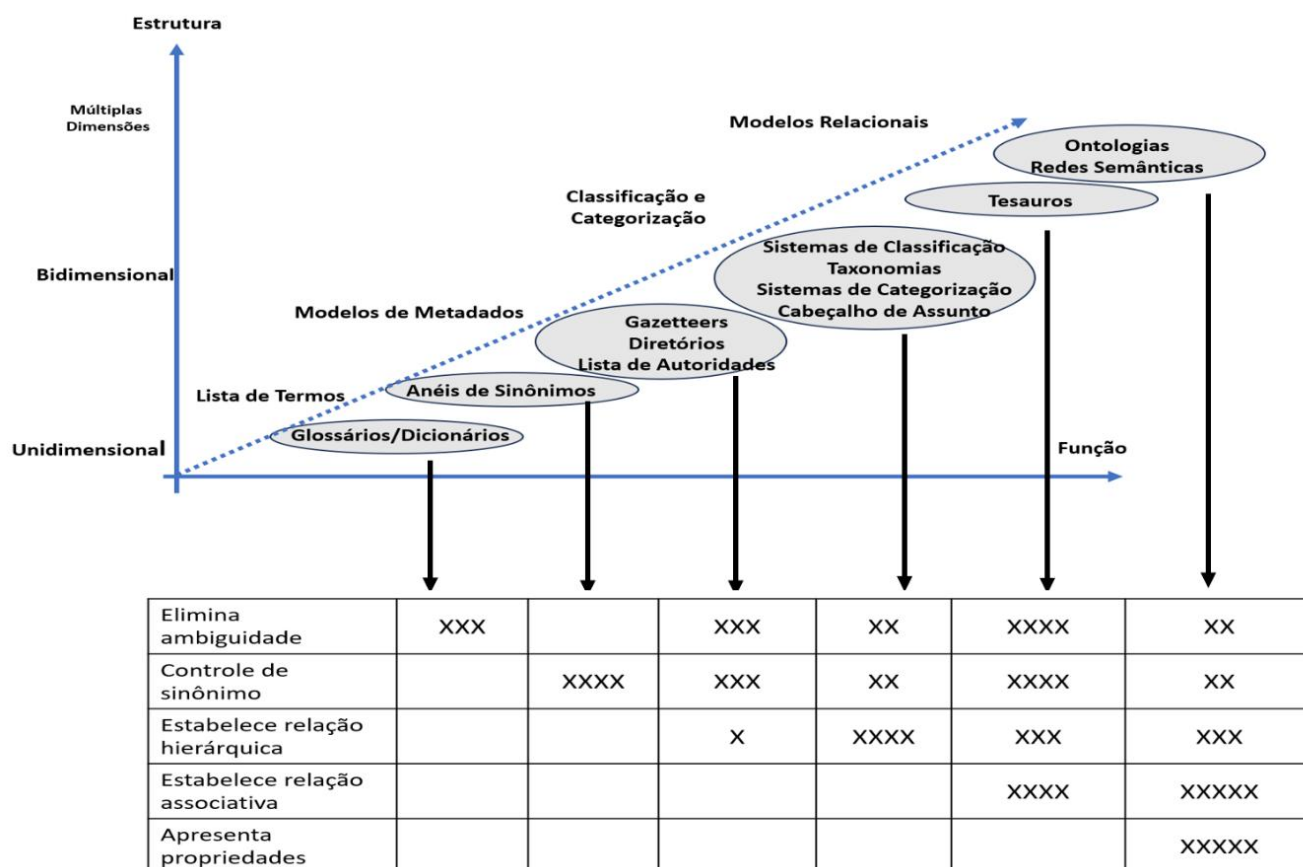 Estrutura
Múltiplas
Dimensões
Modelos Relacionais
Ontologias
Redes Semânticas
Classificação e
Categorização
Tesauros
Sistemas de Classificação
Taxonomias
Sistemas de Categorização
Cabeçalho de Assunto
Bidimensional
Modelos de Metadados
Gazetteers
Diretórios
Lista de Autoridades
Lista de Termos
Anéis de Sinônimos
Glossários/Dicionários
Unidimensional
Função
Elimina
ambiguidade
XXX
XXX
XX
XXXX
XX
Controle de
sinônimo
XXXX
XXX
XX
XXXX
XX
Estabelece relação
hierárquica
X
XXXX
XXX
XXX
Estabelece relação
associativa
XXXX
XXXXX
Apresenta
propriedades
XXXXX